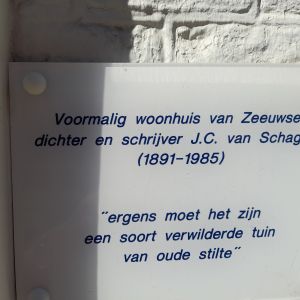 Voormalig woonhuis van Zeeuwse
dichter en schrijver J.C. van Schag
(1891-1985)
"ergens moet het zijn
een soort verwilderde tuin
van oude stilte"